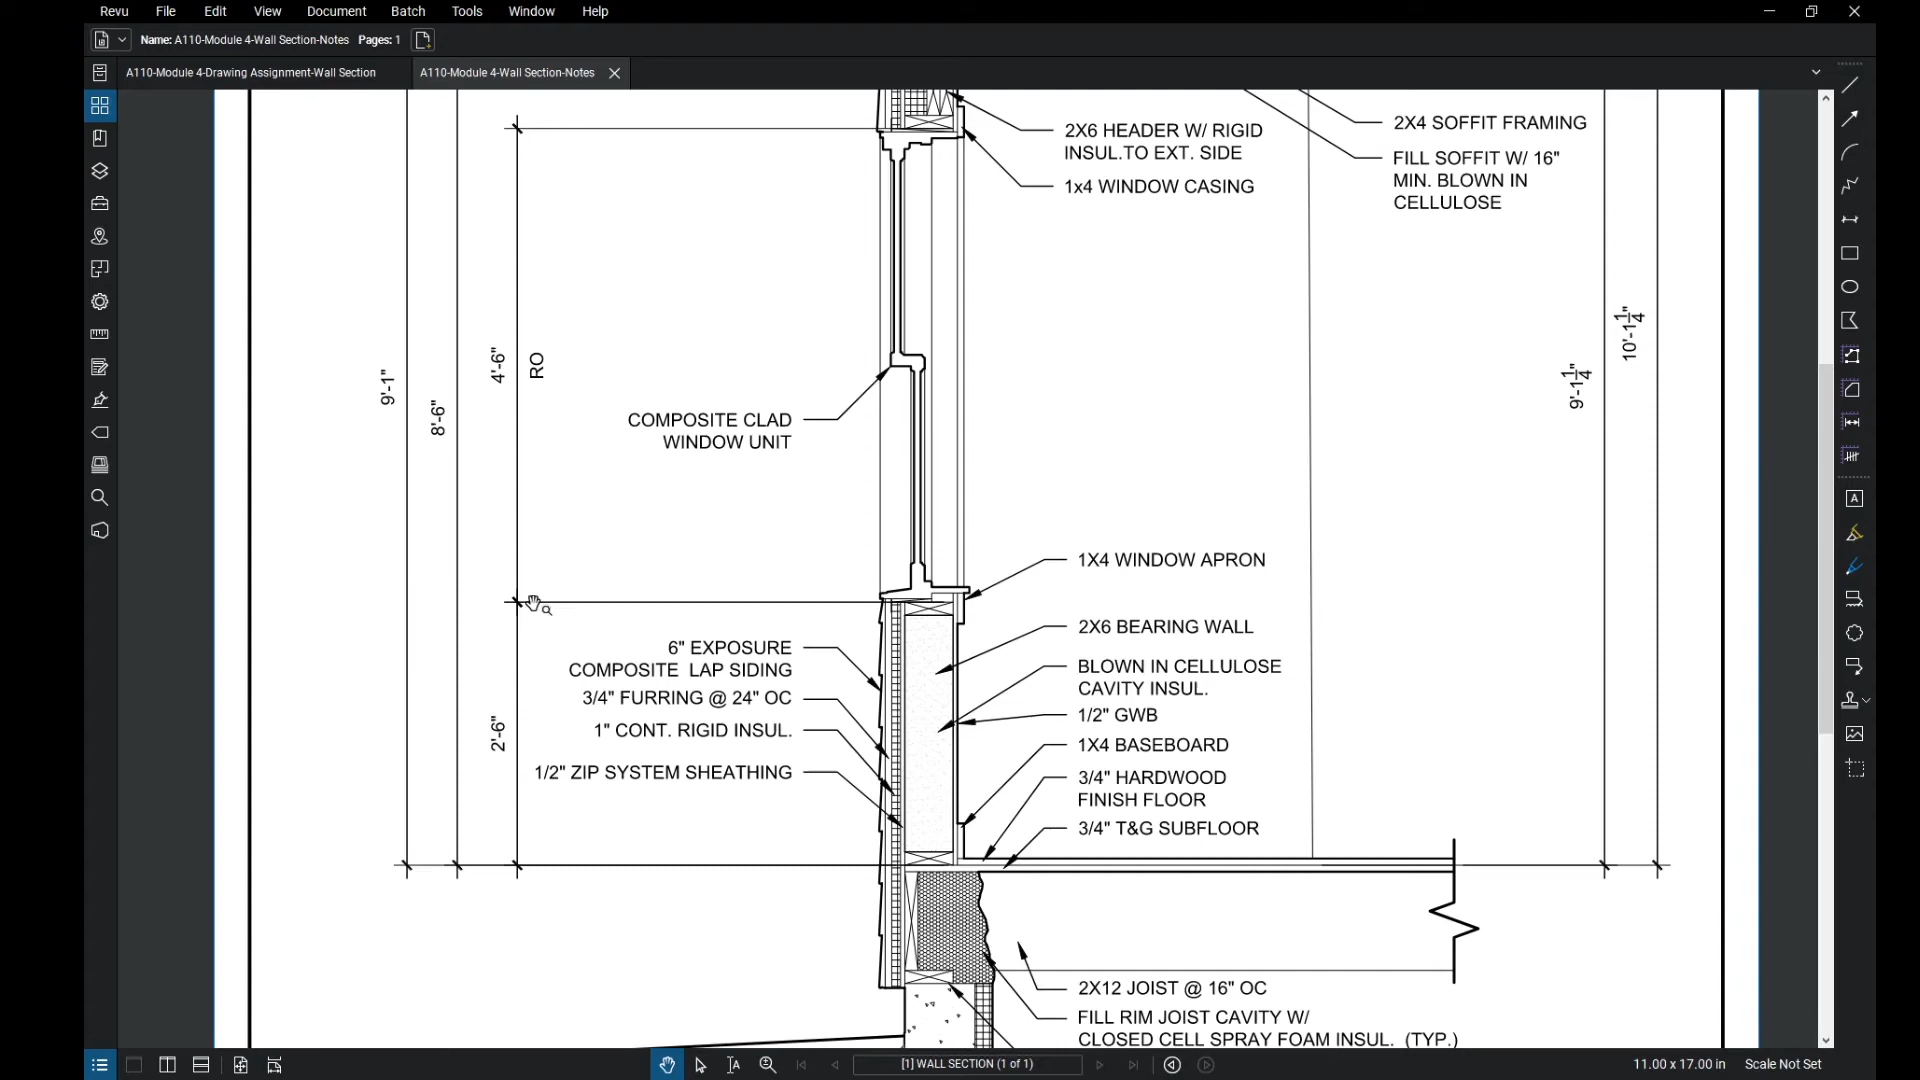 Revu File Edit View Document Batch Tools Window Help
Name: A110-Module 4-Wall Section-Notes Pages: 1
A110-Module 4-Drawing Assignment-Wall Section
A110-Module 4-Wall Section-Notes
2X6 HEADER W/ RIGID
INSUL.TO EXT. SIDE
1x4 WINDOW CASING
2X4 SOFFIT FRAMING
FILL SOFFIT W/ 16"
MIN. BLOWN IN
CELLULOSE
9'-1"
8'-6"
4'-6"
RO
COMPOSITE CLAD
WINDOW UNIT
9'-1 1/4"
10'-1 1/4"
1X4 WINDOW APRON
2X6 BEARING WALL
BLOWN IN CELLULOSE
CAVITY INSUL.
1/2" GWB
1X4 BASEBOARD
3/4" HARDWOOD
FINISH FLOOR
3/4" T&G SUBFLOOR
2'-6"
6" EXPOSURE
COMPOSITE LAP SIDING
3/4" FURRING @ 24" OC
1" CONT. RIGID INSUL.
1/2" ZIP SYSTEM SHEATHING
2X12 JOIST @ 16" OC
FILL RIM JOIST CAVITY W/
CLOSED CELL SPRAY FOAM INSUL. (TYP.)
[1] WALL SECTION (1 of 1)
11.00 x 17.00 in
Scale Not Set